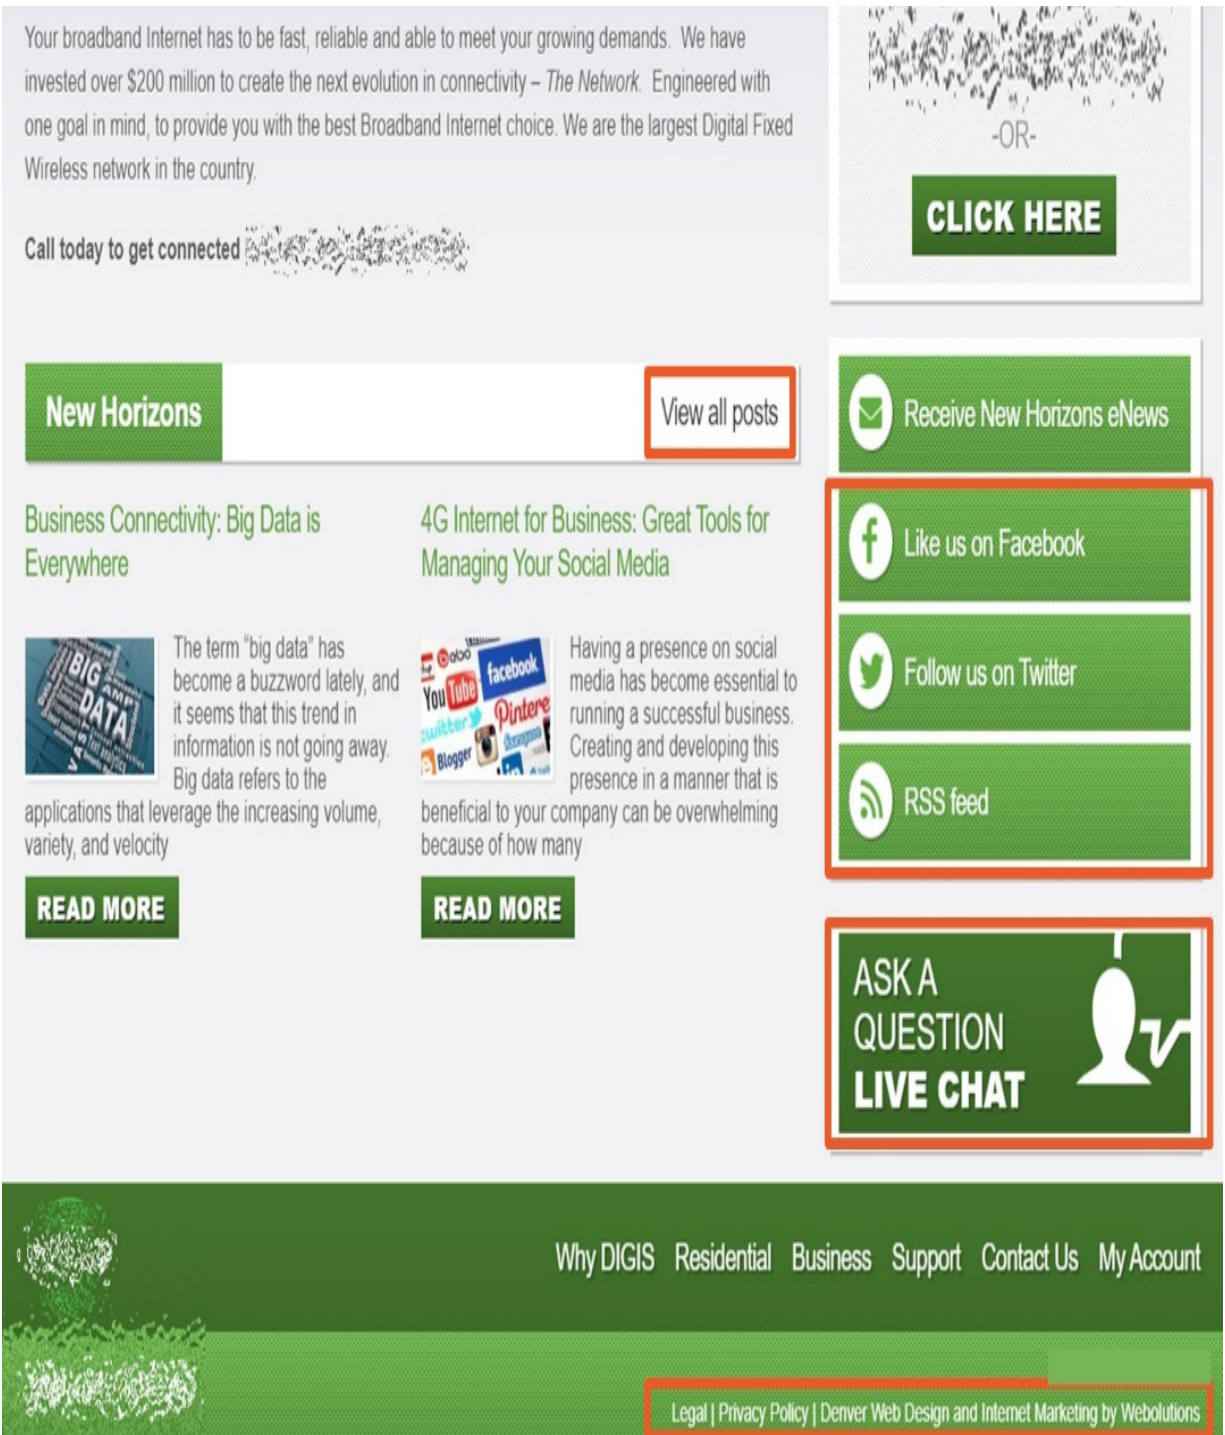 Your broadband Internet has to be fast, reliable and able to meet your growing demands. We have
invested over $200 million to create the next evolution in connectivity – The Network. Engineered with
one goal in mind, to provide you with the best Broadband Internet choice. We are the largest Digital Fixed
Wireless network in the country.
Call today to get connected
-OR-
CLICK HERE
New Horizons
View all posts
Business Connectivity: Big Data is
Everywhere
BIG
DATA
The term “big data” has
become a buzzword lately, and
it seems that this trend in
information is not going away.
Big data refers to the
applications that leverage the increasing volume,
variety, and velocity
READ MORE
4G Internet for Business: Great Tools for
Managing Your Social Media
facebook
YouTube
Pintere
twitter
Blogger
Having a presence on social
media has become essential to
running a successful business.
Creating and developing this
presence in a manner that is
beneficial to your company can be overwhelming
because of how many
READ MORE
Receive New Horizons eNews
Like us on Facebook
Follow us on Twitter
RSS feed
ASK A
QUESTION
LIVE CHAT
Why DIGIS Residential Business Support Contact Us My Account
Legal | Privacy Policy | Denver Web Design and Internet Marketing by Webolutions